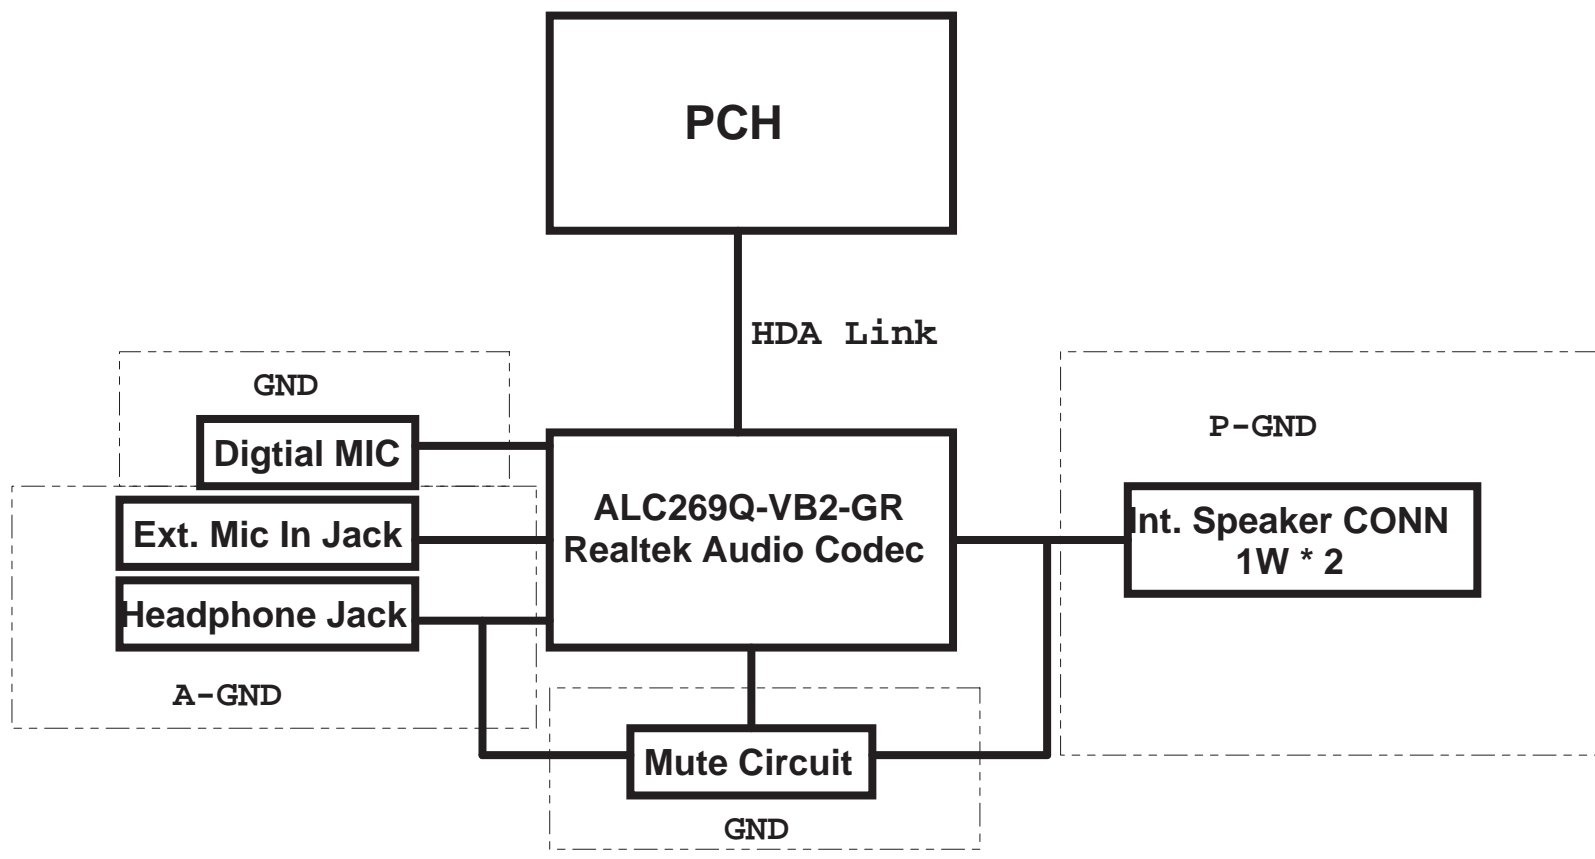 PCH
HDA Link
GND
Digtial MIC
Ext. Mic In Jack
Headphone Jack
A-GND
ALC269Q-VB2-GR
Realtek Audio Codec
P-GND
Int. Speaker CONN
1W * 2
Mute Circuit
GND